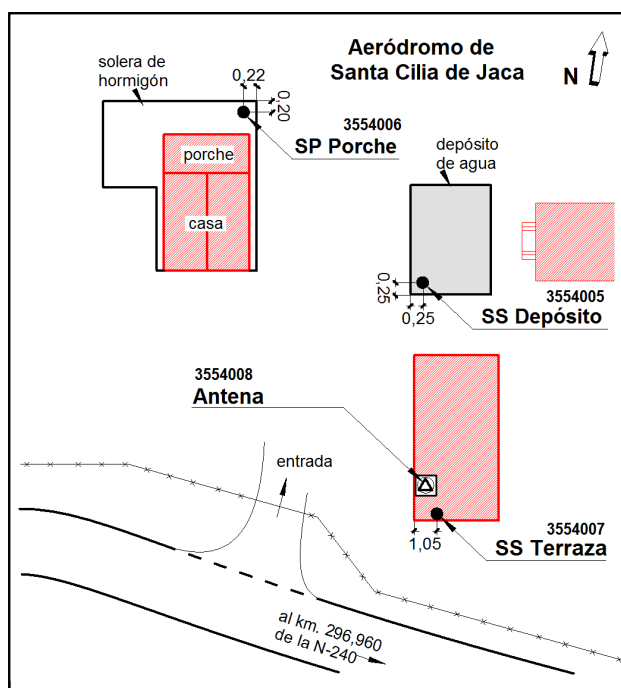 Aeródromo de
Santa Cilia de Jaca
N
solera de
hormigón
0,22
0,20
3554006
SP Porche
porche
casa
depósito
de agua
0,25
0,25
3554005
SS Depósito
3554008
Antena
entrada
1,05
3554007
SS Terraza
al km. 296,960
de la N-240